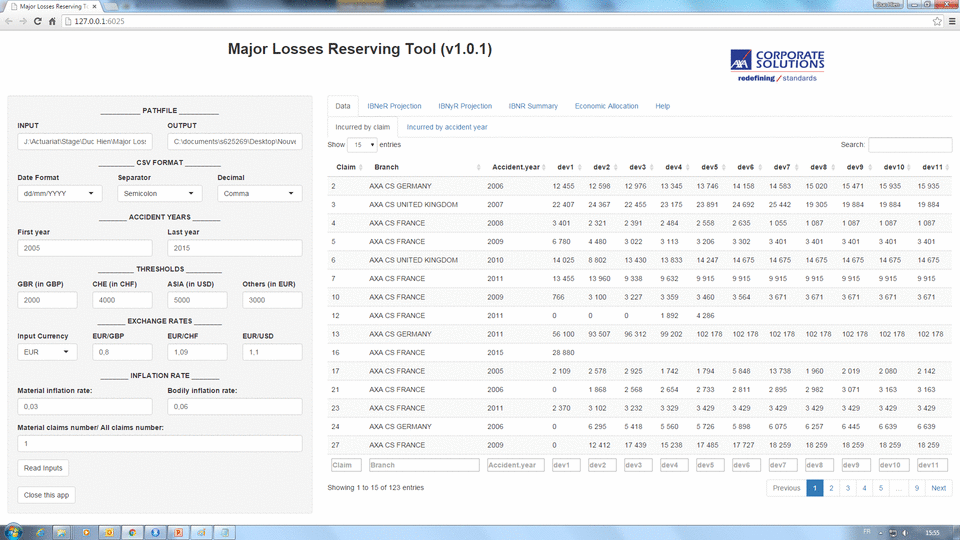 Major Losses Reserving Tool
127.0.0.1:6025
Major Losses Reserving Tool (v1.0.1)
AXA CORPORATE SOLUTIONS
redefining / standards
__________ PATHFILE __________
INPUT OUTPUT
J:\Actuariat\Stage\Duc Hien\Major Loss C:\documents\s625269\Desktop\Nouve
_________ CSV FORMAT _________
Date Format Separator Decimal
dd/mm/YYYY Semicolon Comma
_______ ACCIDENT YEARS _______
First year Last year
2005 2015
_________ THRESHOLDS _________
GBR (in GBP) CHE (in CHF) ASIA (in USD) Others (in EUR)
2000 4000 5000 3000
_______ EXCHANGE RATES _______
Input Currency EUR/GBP EUR/CHF EUR/USD
EUR 0,8 1,09 1,1
_______ INFLATION RATE _______
Material inflation rate: Bodily inflation rate:
0,03 0,06
Material claims number/ All claims number:
1
Read Inputs
Close this app
Data IBNeR Projection IBNyR Projection IBNR Summary Economic Allocation Help
Incurred by claim Incurred by accident year
Show 15 entries Search:
Claim Branch Accident.year dev1 dev2 dev3 dev4 dev5 dev6 dev7 dev8 dev9 dev10 dev11
2 AXA CS GERMANY 2006 12 455 12 598 12 976 13 345 13 746 14 158 14 583 15 020 15 471 15 935 15 935
3 AXA CS UNITED KINGDOM 2007 22 407 24 367 22 455 23 175 23 891 24 692 25 442 19 305 19 884 19 884 19 884
4 AXA CS FRANCE 2008 3 401 2 321 2 391 2 484 2 558 2 635 1 055 1 087 1 087 1 087 1 087
5 AXA CS FRANCE 2009 6 780 4 480 3 022 3 113 3 206 3 302 3 401 3 401 3 401 3 401 3 401
6 AXA CS UNITED KINGDOM 2010 14 025 8 802 13 430 13 833 14 247 14 675 14 675 14 675 14 675 14 675 14 675
7 AXA CS FRANCE 2011 13 455 13 960 9 338 9 632 9 915 9 915 9 915 9 915 9 915 9 915 9 915
10 AXA CS FRANCE 2009 766 3 100 3 227 3 359 3 460 3 564 3 671 3 671 3 671 3 671 3 671
12 AXA CS FRANCE 2011 0 0 0 1 892 4 286
13 AXA CS GERMANY 2011 56 100 93 507 96 312 99 202 102 178 102 178 102 178 102 178 102 178 102 178 102 178
16 AXA CS FRANCE 2015 28 880
17 AXA CS FRANCE 2005 2 109 2 578 2 925 1 742 1 794 5 848 13 738 1 960 2 019 2 080 2 142
21 AXA CS FRANCE 2006 0 1 868 2 568 2 654 2 733 2 811 2 895 2 982 3 071 3 163 3 163
23 AXA CS FRANCE 2011 2 370 3 102 3 232 3 329 3 429 3 429 3 429 3 429 3 429 3 429 3 429
24 AXA CS GERMANY 2006 0 6 295 5 418 5 560 5 726 5 898 6 075 6 257 6 445 6 639 6 639
27 AXA CS FRANCE 2009 0 12 412 17 439 15 238 17 485 17 727 18 259 18 259 18 259 18 259 18 259
Claim Branch Accident.year dev1 dev2 dev3 dev4 dev5 dev6 dev7 dev8 dev9 dev10 dev11
Showing 1 to 15 of 123 entries Previous 1 2 3 4 5 ... 9 Next
FR 15:55